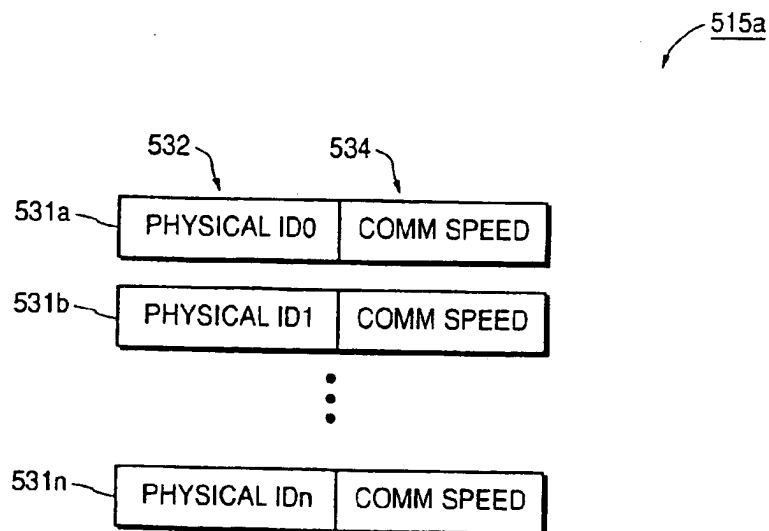 515a
532 534
531a PHYSICAL ID0 COMM SPEED
531b PHYSICAL ID1 COMM SPEED
531n PHYSICAL IDn COMM SPEED